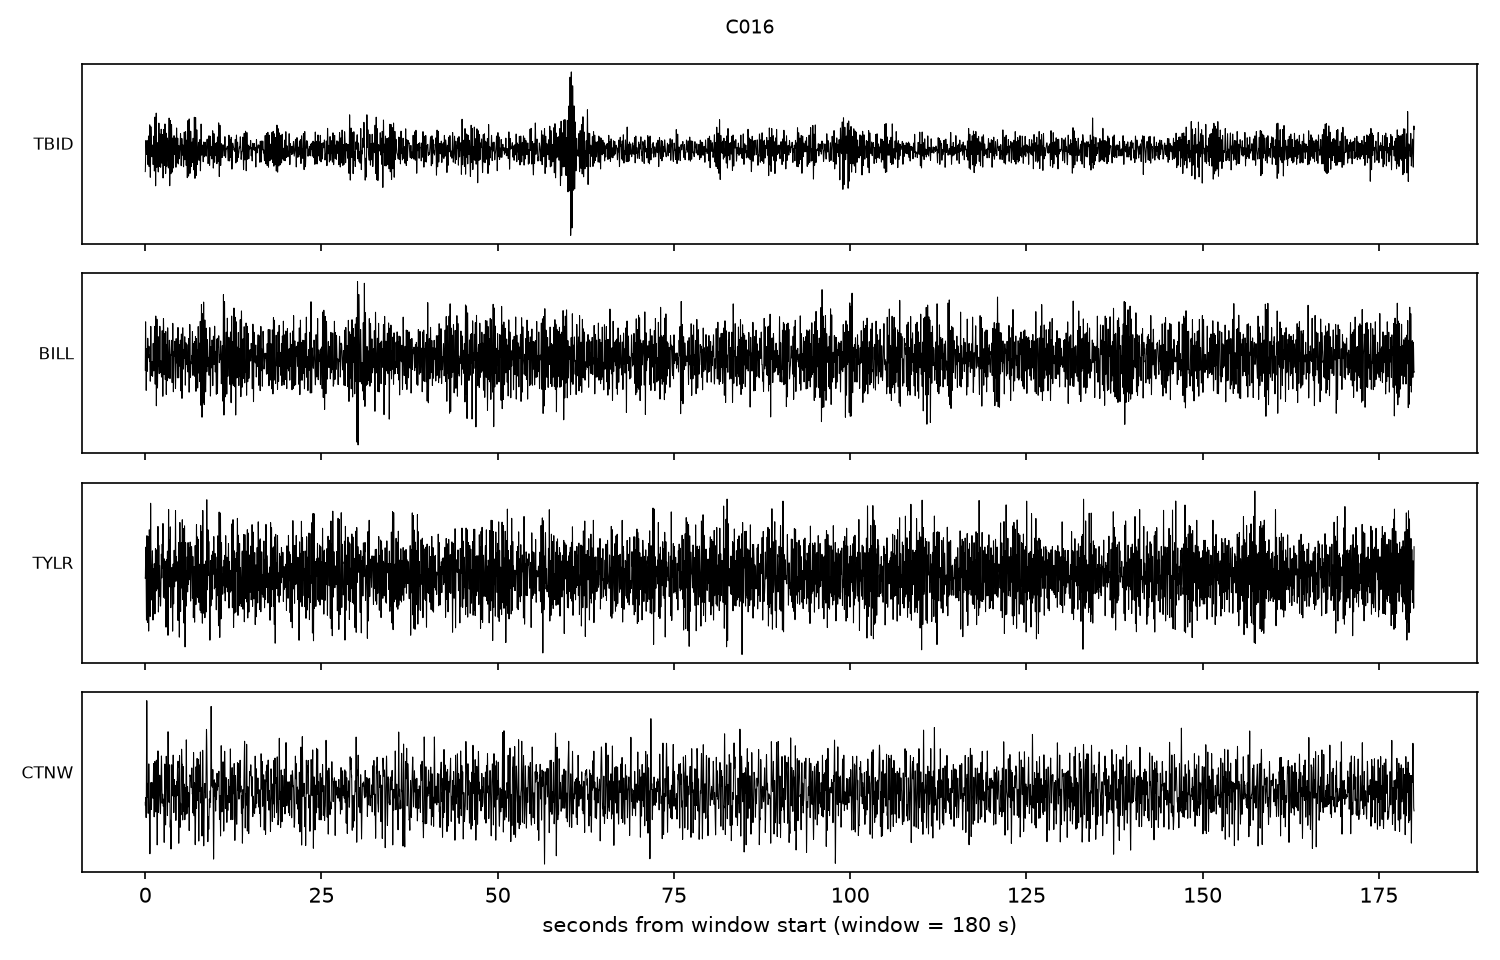 C016
TBID
BILL
TYLR
CTNW
0 25 50 75 100 125 150 175
seconds from window start (window = 180 s)